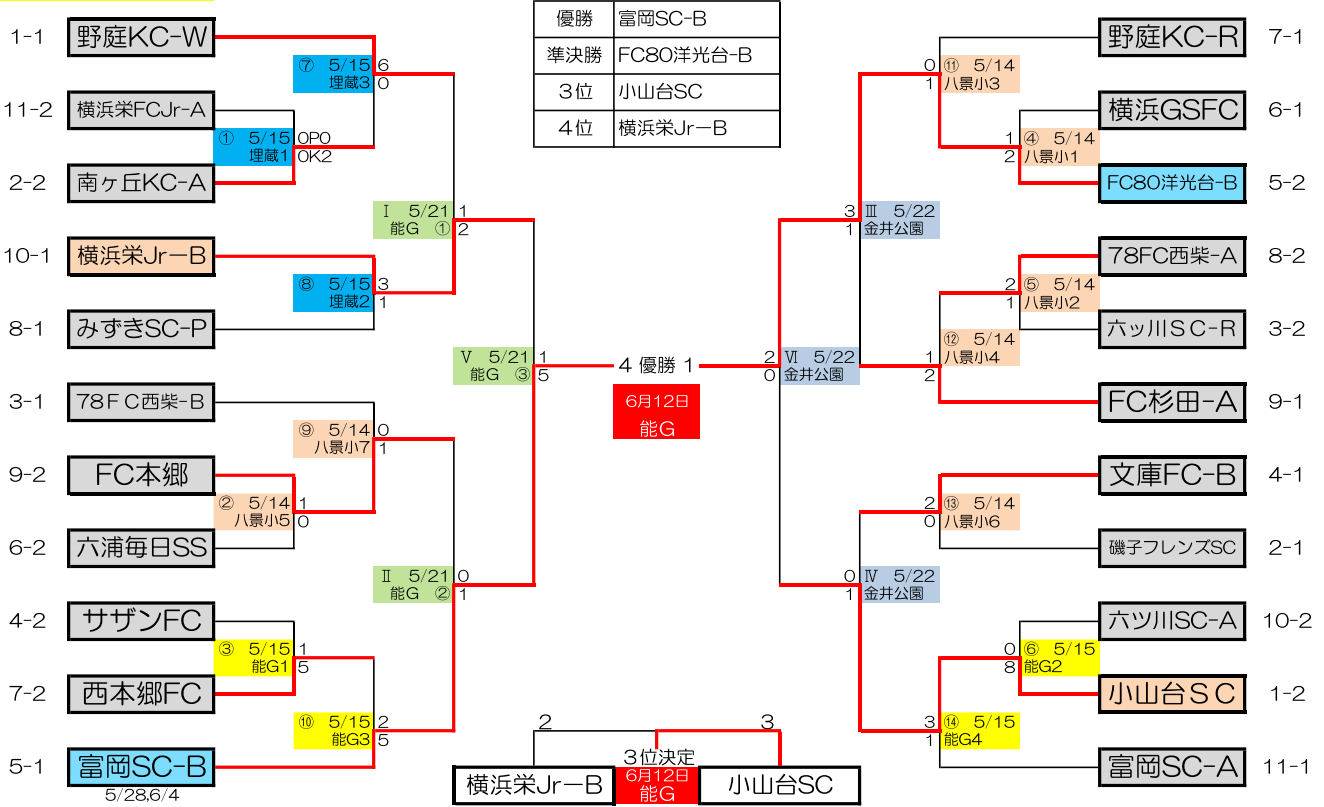 優勝 富岡SC-B
準決勝 FC80洋光台-B
3位 小山台SC
4位 横浜栄Jr－B
1-1 野庭KC-W
⑦ 5/15 6
埋蔵3 0
11-2 横浜栄FCJr-A
① 5/15 0P0
埋蔵1 0K2
2-2 南ヶ丘KC-A
Ⅰ 5/21 1
能G ① 2
10-1 横浜栄Jr－B
⑧ 5/15 3
埋蔵2 1
8-1 みずきSC-P
Ⅴ 5/21 1
能G ③ 5
3-1 78ＦＣ西柴-B
⑨ 5/14 0
八景小7 1
9-2 FC本郷
② 5/14 1
八景小5 0
6-2 六浦毎日SS
Ⅱ 5/21 0
能G ② 1
4-2 サザンFC
③ 5/15 1
能G1 5
7-2 西本郷FC
⑩ 5/15 2
能G3 5
5-1 富岡SC-B
5/28,6/4
4 優勝 1
6月12日
能G
2 3
3位決定
横浜栄Jr－B 6月12日 小山台SC
能G
野庭KC-R 7-1
0 ⑪ 5/14
1 八景小3
横浜GSFC 6-1
1 ④ 5/14
2 八景小1
FC80洋光台-B 5-2
3 Ⅲ 5/22
1 金井公園
78FC西柴-A 8-2
2 ⑤ 5/14
1 八景小2
六ッ川ＳＣ-R 3-2
1 ⑫ 5/14
2 八景小4
2 Ⅵ 5/22
0 金井公園
FC杉田-A 9-1
文庫FC-B 4-1
2 ⑬ 5/14
0 八景小6
磯子フレンズSC 2-1
0 Ⅳ 5/22
1 金井公園
六ツ川SC-A 10-2
0 ⑥ 5/15
8 能G2
小山台ＳＣ 1-2
3 ⑭ 5/15
1 能G4
富岡SC-A 11-1